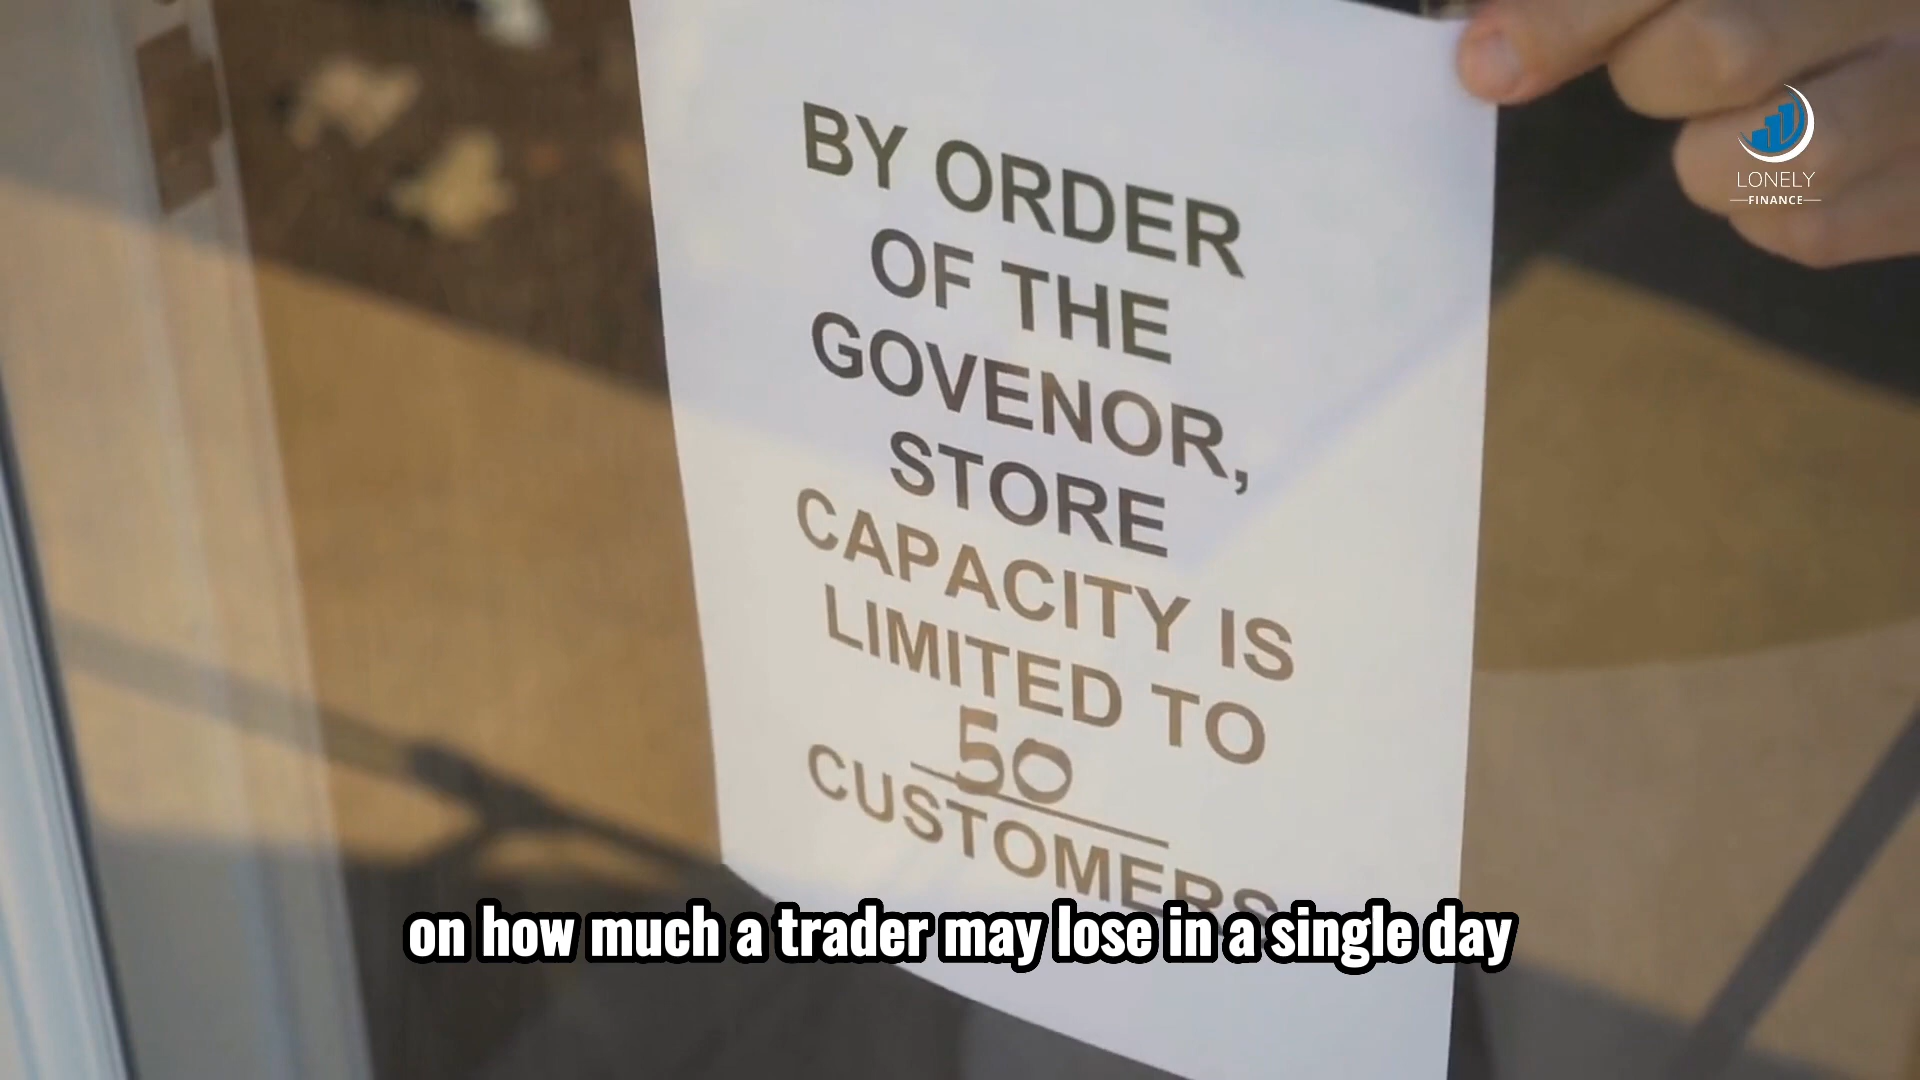 BY ORDER
OF THE
GOVENOR,
STORE
CAPACITY IS
LIMITED TO
50
CUSTOMERS
on how much a trader may lose in a single day
LONELY
FINANCE